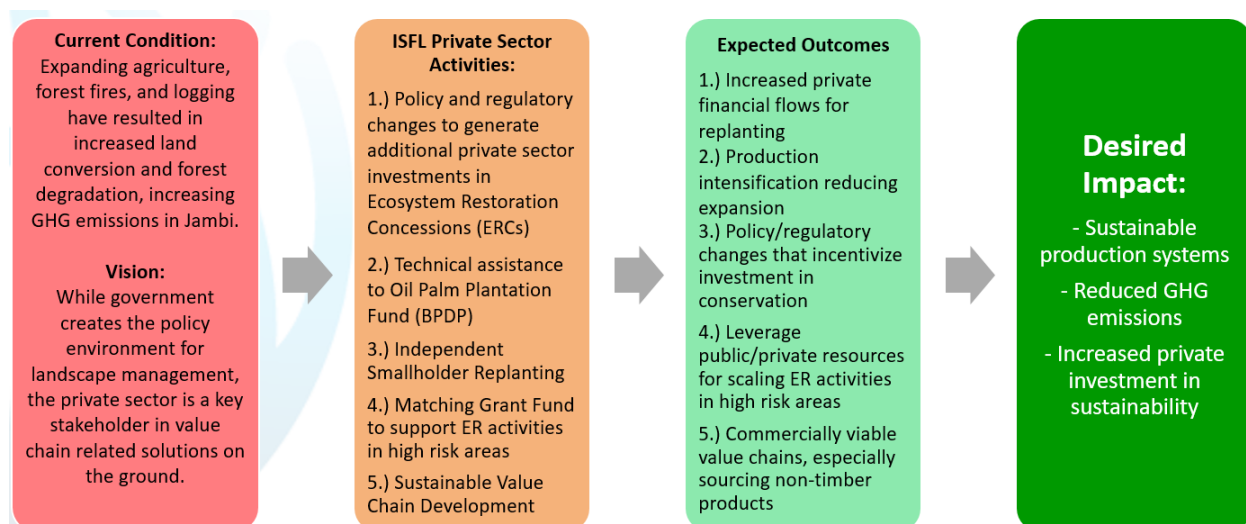 Current Condition:
Expanding agriculture,
forest fires, and logging
have resulted in
increased land
conversion and forest
degradation, increasing
GHG emissions in Jambi.
Vision:
While government
creates the policy
environment for
landscape management,
the private sector is a key
stakeholder in value
chain related solutions on
the ground.
ISFL Private Sector
Activities:
1.) Policy and regulatory
changes to generate
additional private sector
investments in
Ecosystem Restoration
Concessions (ERCs)
2.) Technical assistance
to Oil Palm Plantation
Fund (BPDP)
3.) Independent
Smallholder Replanting
4.) Matching Grant Fund
to support ER activities
in high risk areas
5.) Sustainable Value
Chain Development
Expected Outcomes
1.) Increased private
financial flows for
replanting
2.) Production
intensification reducing
expansion
3.) Policy/regulatory
changes that incentivize
investment in
conservation
4.) Leverage
public/private resources
for scaling ER activities
in high risk areas
5.) Commercially viable
value chains, especially
sourcing non-timber
products
Desired
Impact:
- Sustainable
production systems
- Reduced GHG
emissions
- Increased private
investment in
sustainability